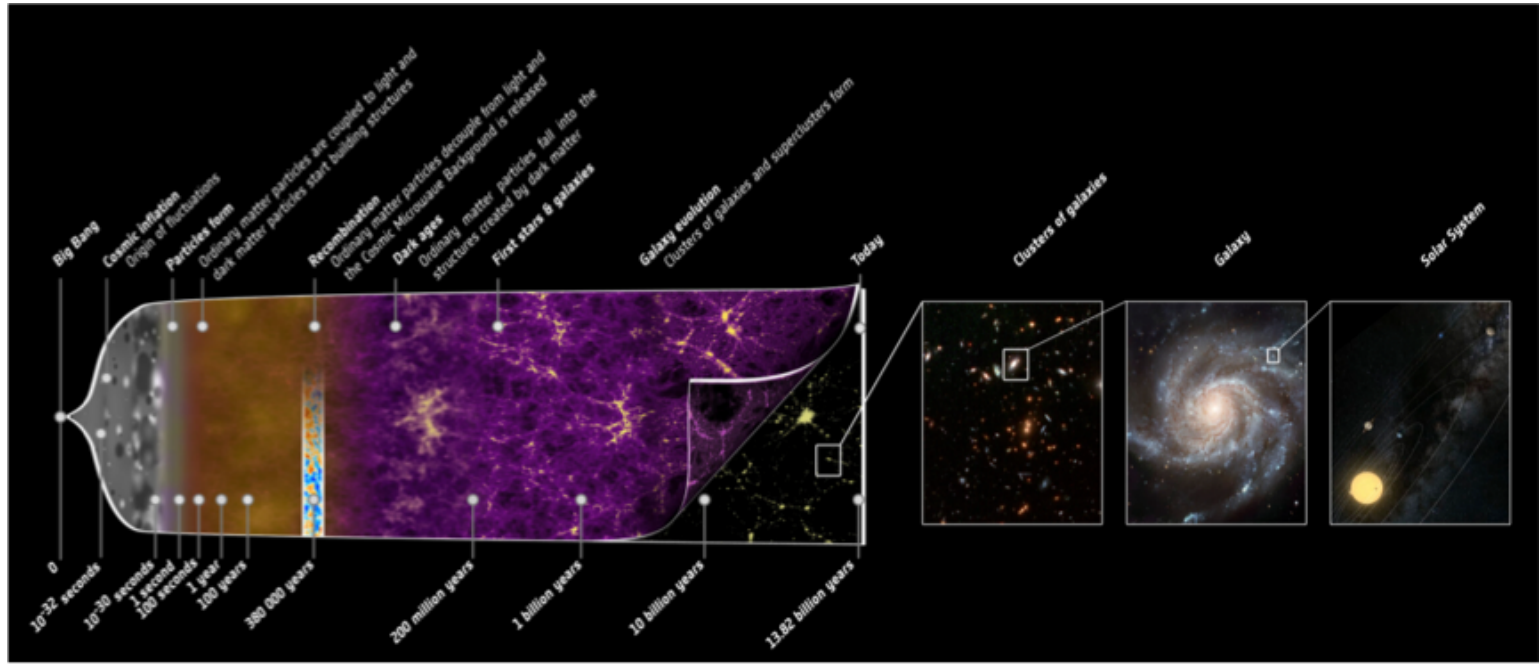 Big Bang
Cosmic inflation
Origin of fluctuations
Particles form
Ordinary matter particles are coupled to light and
dark matter particles start building structures
Recombination
Ordinary matter particles decouple from light and
the Cosmic Microwave Background is released
Dark ages
Ordinary matter particles fall into the
structures created by dark matter
First stars & galaxies
Galaxy evolution
Clusters of galaxies and superclusters form
Today
Clusters of galaxies
Galaxy
Solar System
0
10⁻³² seconds
10⁻³⁰ seconds
1 second
100 seconds
1 year
100 years
380 000 years
200 million years
1 billion years
10 billion years
13.82 billion years